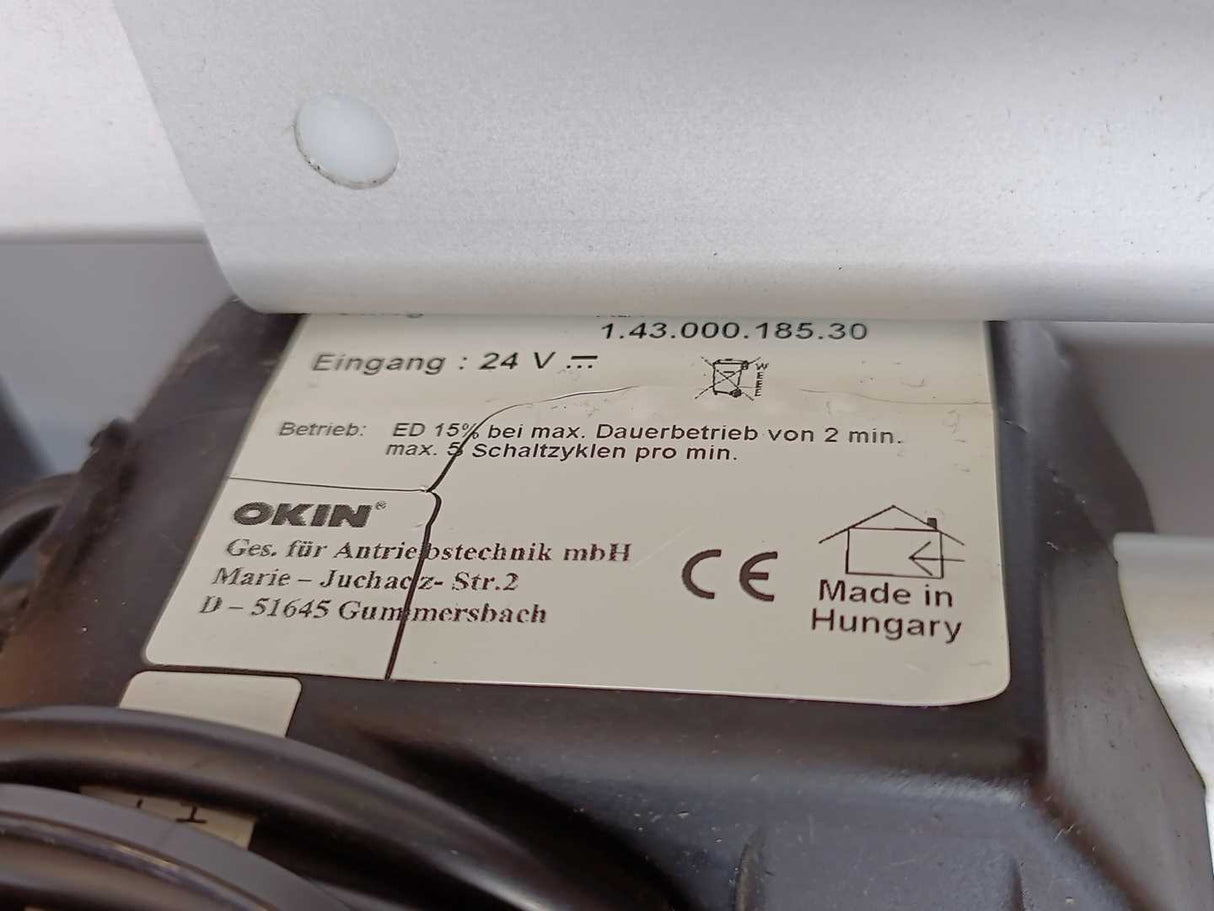 1.43.000.185.30
Eingang : 24 V
WEEE
Betrieb: ED 15% bei max. Dauerbetrieb von 2 min.
max. 5 Schaltzyklen pro min.
OKIN®
Ges. für Antriebstechnik mbH
Marie – Juchacz- Str.2
D – 51645 Gummersbach
CE
Made in
Hungary